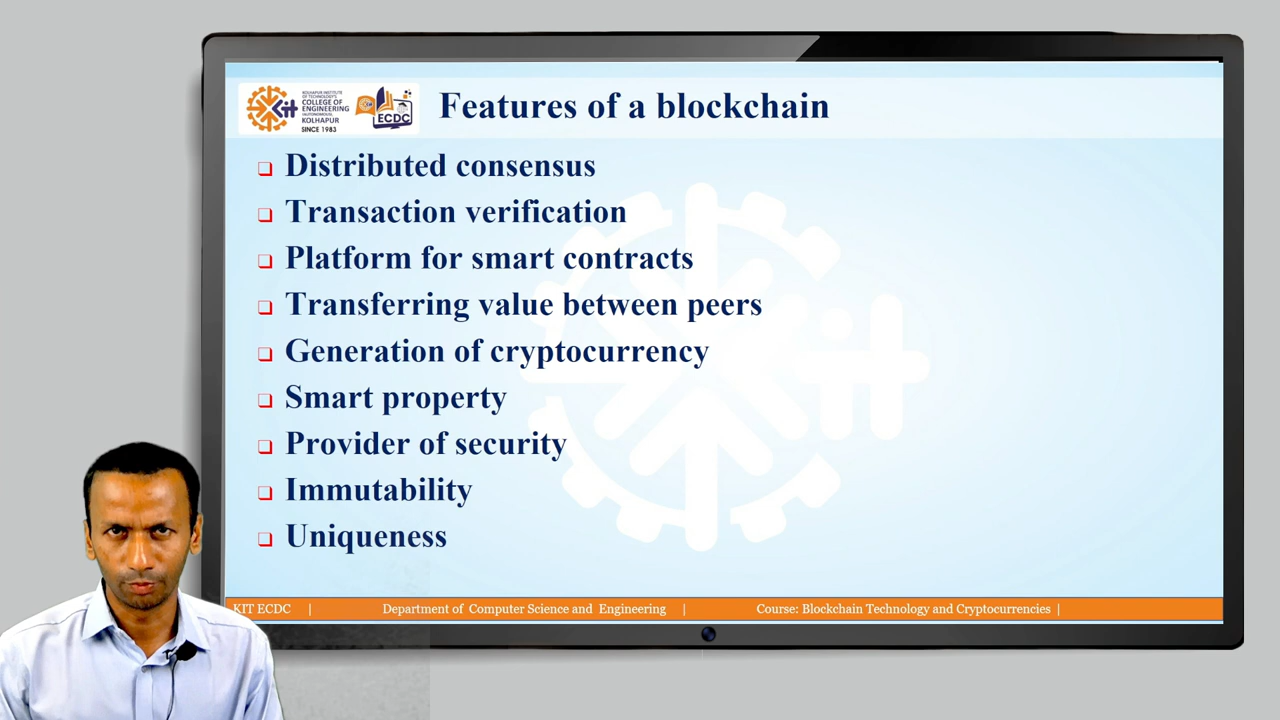 KOLHAPUR INSTITUTE
OF TECHNOLOGY'S
COLLEGE OF
ENGINEERING
(AUTONOMOUS),
KOLHAPUR
SINCE 1983
ECDC
Features of a blockchain
Distributed consensus
Transaction verification
Platform for smart contracts
Transferring value between peers
Generation of cryptocurrency
Smart property
Provider of security
Immutability
Uniqueness
KIT ECDC | Department of Computer Science and Engineering | Course: Blockchain Technology and Cryptocurrencies |